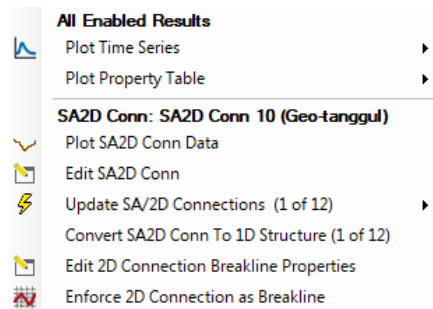 All Enabled Results
Plot Time Series
Plot Property Table
SA2D Conn: SA2D Conn 10 (Geo-tanggul)
Plot SA2D Conn Data
Edit SA2D Conn
Update SA/2D Connections (1 of 12)
Convert SA2D Conn To 1D Structure (1 of 12)
Edit 2D Connection Breakline Properties
Enforce 2D Connection as Breakline